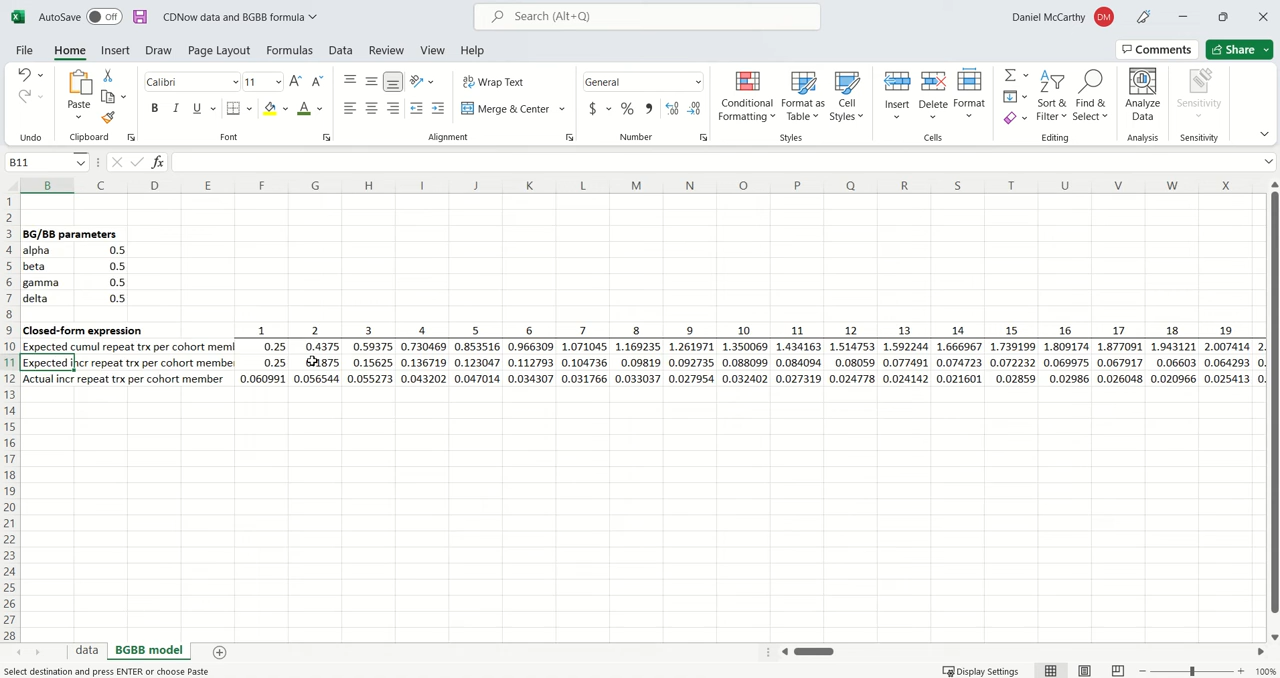 AutoSave Off CDNow data and BGBB formula Search (Alt+Q) Daniel McCarthy DM
File Home Insert Draw Page Layout Formulas Data Review View Help Comments Share
Paste Calibri 11 Wrap text General Conditional Formatting Format as Table Cell Styles Insert Delete Format Sort & Filter Find & Select Analyze Data Sensitivity
B I U A Merge & Center $ % 9
Undo Clipboard Font Alignment Number Styles Cells Editing Analysis Sensitivity
B11 fx
B C D E F G H I J K L M N O P Q R S T U V W X
1
2
3 BG/BB parameters
4 alpha 0.5
5 beta 0.5
6 gamma 0.5
7 delta 0.5
8
9 Closed-form expression 1 2 3 4 5 6 7 8 9 10 11 12 13 14 15 16 17 18 19
10 Expected cumul repeat trx per cohort meml 0.25 0.4375 0.59375 0.730469 0.853516 0.966309 1.071045 1.169235 1.261971 1.350069 1.434163 1.514753 1.592244 1.666967 1.739199 1.809174 1.877091 1.943121 2.007414 2.
11 Expected incr repeat trx per cohort member 0.25 0.1875 0.15625 0.136719 0.123047 0.112793 0.104736 0.09819 0.092735 0.088099 0.084094 0.08059 0.077491 0.074723 0.072232 0.069975 0.067917 0.06603 0.064293 0.
12 Actual incr repeat trx per cohort member 0.060991 0.056544 0.055273 0.043202 0.047014 0.034307 0.031766 0.033037 0.027954 0.032402 0.027319 0.024778 0.024142 0.021601 0.02859 0.02986 0.026048 0.020966 0.025413 0.
13
14
15
16
17
18
19
20
21
22
23
24
25
26
27
28
data BGBB model
Select destination and press ENTER or choose Paste Display Settings 100%